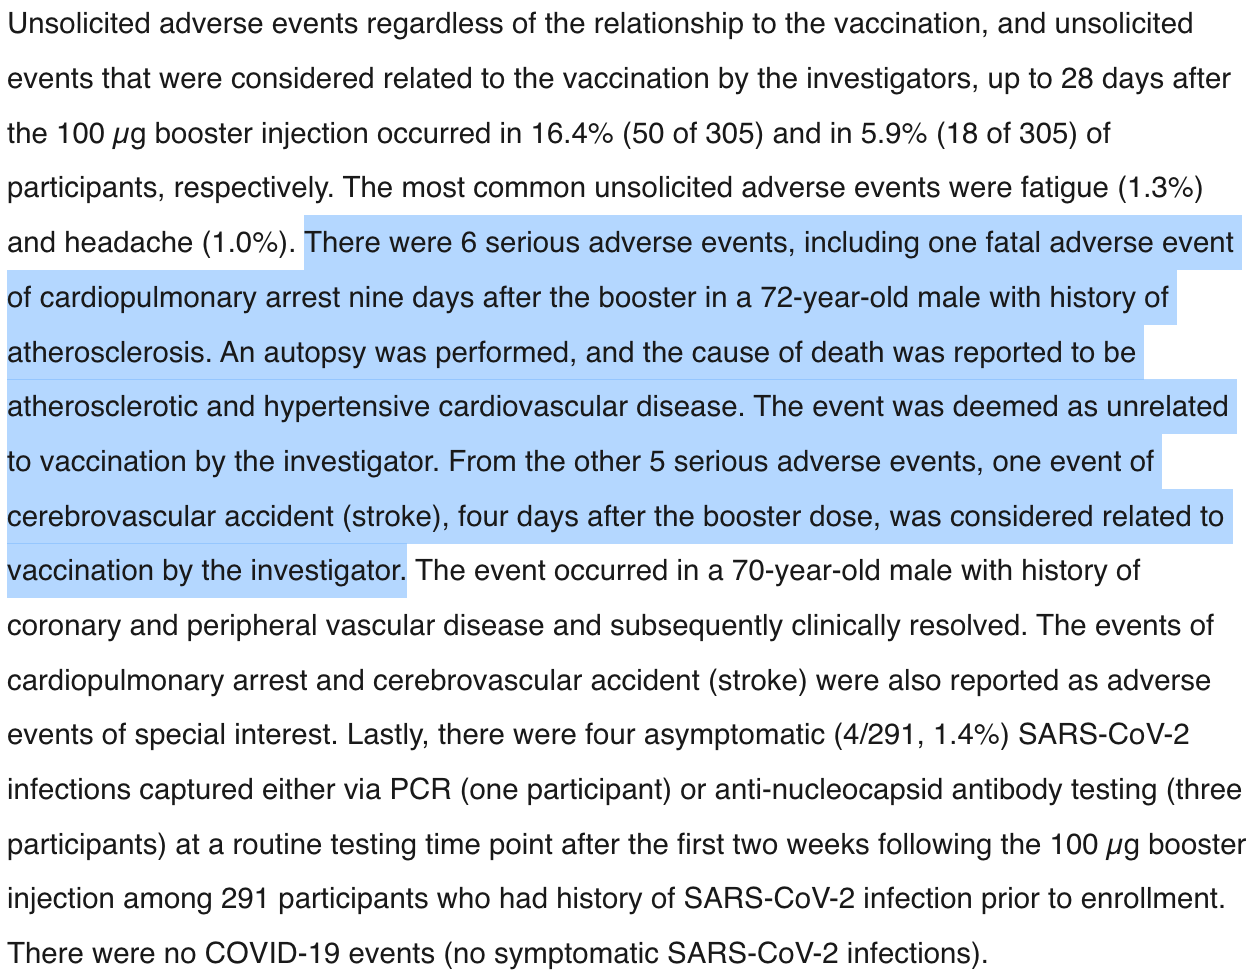 Unsolicited adverse events regardless of the relationship to the vaccination, and unsolicited
events that were considered related to the vaccination by the investigators, up to 28 days after
the 100 µg booster injection occurred in 16.4% (50 of 305) and in 5.9% (18 of 305) of
participants, respectively. The most common unsolicited adverse events were fatigue (1.3%)
and headache (1.0%). There were 6 serious adverse events, including one fatal adverse event
of cardiopulmonary arrest nine days after the booster in a 72-year-old male with history of
atherosclerosis. An autopsy was performed, and the cause of death was reported to be
atherosclerotic and hypertensive cardiovascular disease. The event was deemed as unrelated
to vaccination by the investigator. From the other 5 serious adverse events, one event of
cerebrovascular accident (stroke), four days after the booster dose, was considered related to
vaccination by the investigator. The event occurred in a 70-year-old male with history of
coronary and peripheral vascular disease and subsequently clinically resolved. The events of
cardiopulmonary arrest and cerebrovascular accident (stroke) were also reported as adverse
events of special interest. Lastly, there were four asymptomatic (4/291, 1.4%) SARS-CoV-2
infections captured either via PCR (one participant) or anti-nucleocapsid antibody testing (three
participants) at a routine testing time point after the first two weeks following the 100 µg booster
injection among 291 participants who had history of SARS-CoV-2 infection prior to enrollment.
There were no COVID-19 events (no symptomatic SARS-CoV-2 infections).